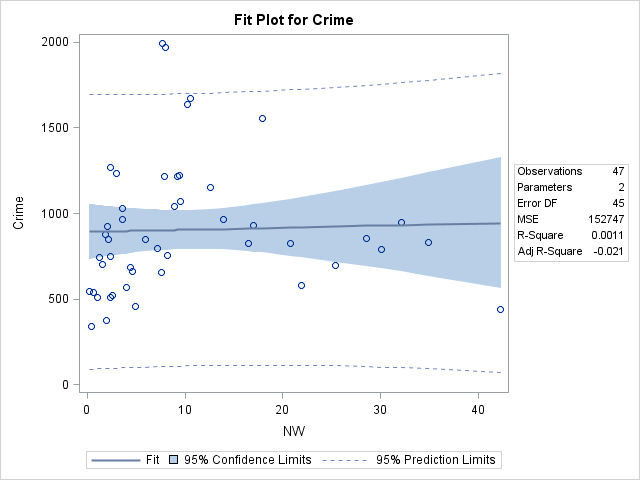 Fit Plot for Crime
2000
1500
1000
500
0
Crime
0 10 20 30 40
NW
Observations 47
Parameters 2
Error DF 45
MSE 152747
R-Square 0.0011
Adj R-Square -0.021
Fit 95% Confidence Limits 95% Prediction Limits